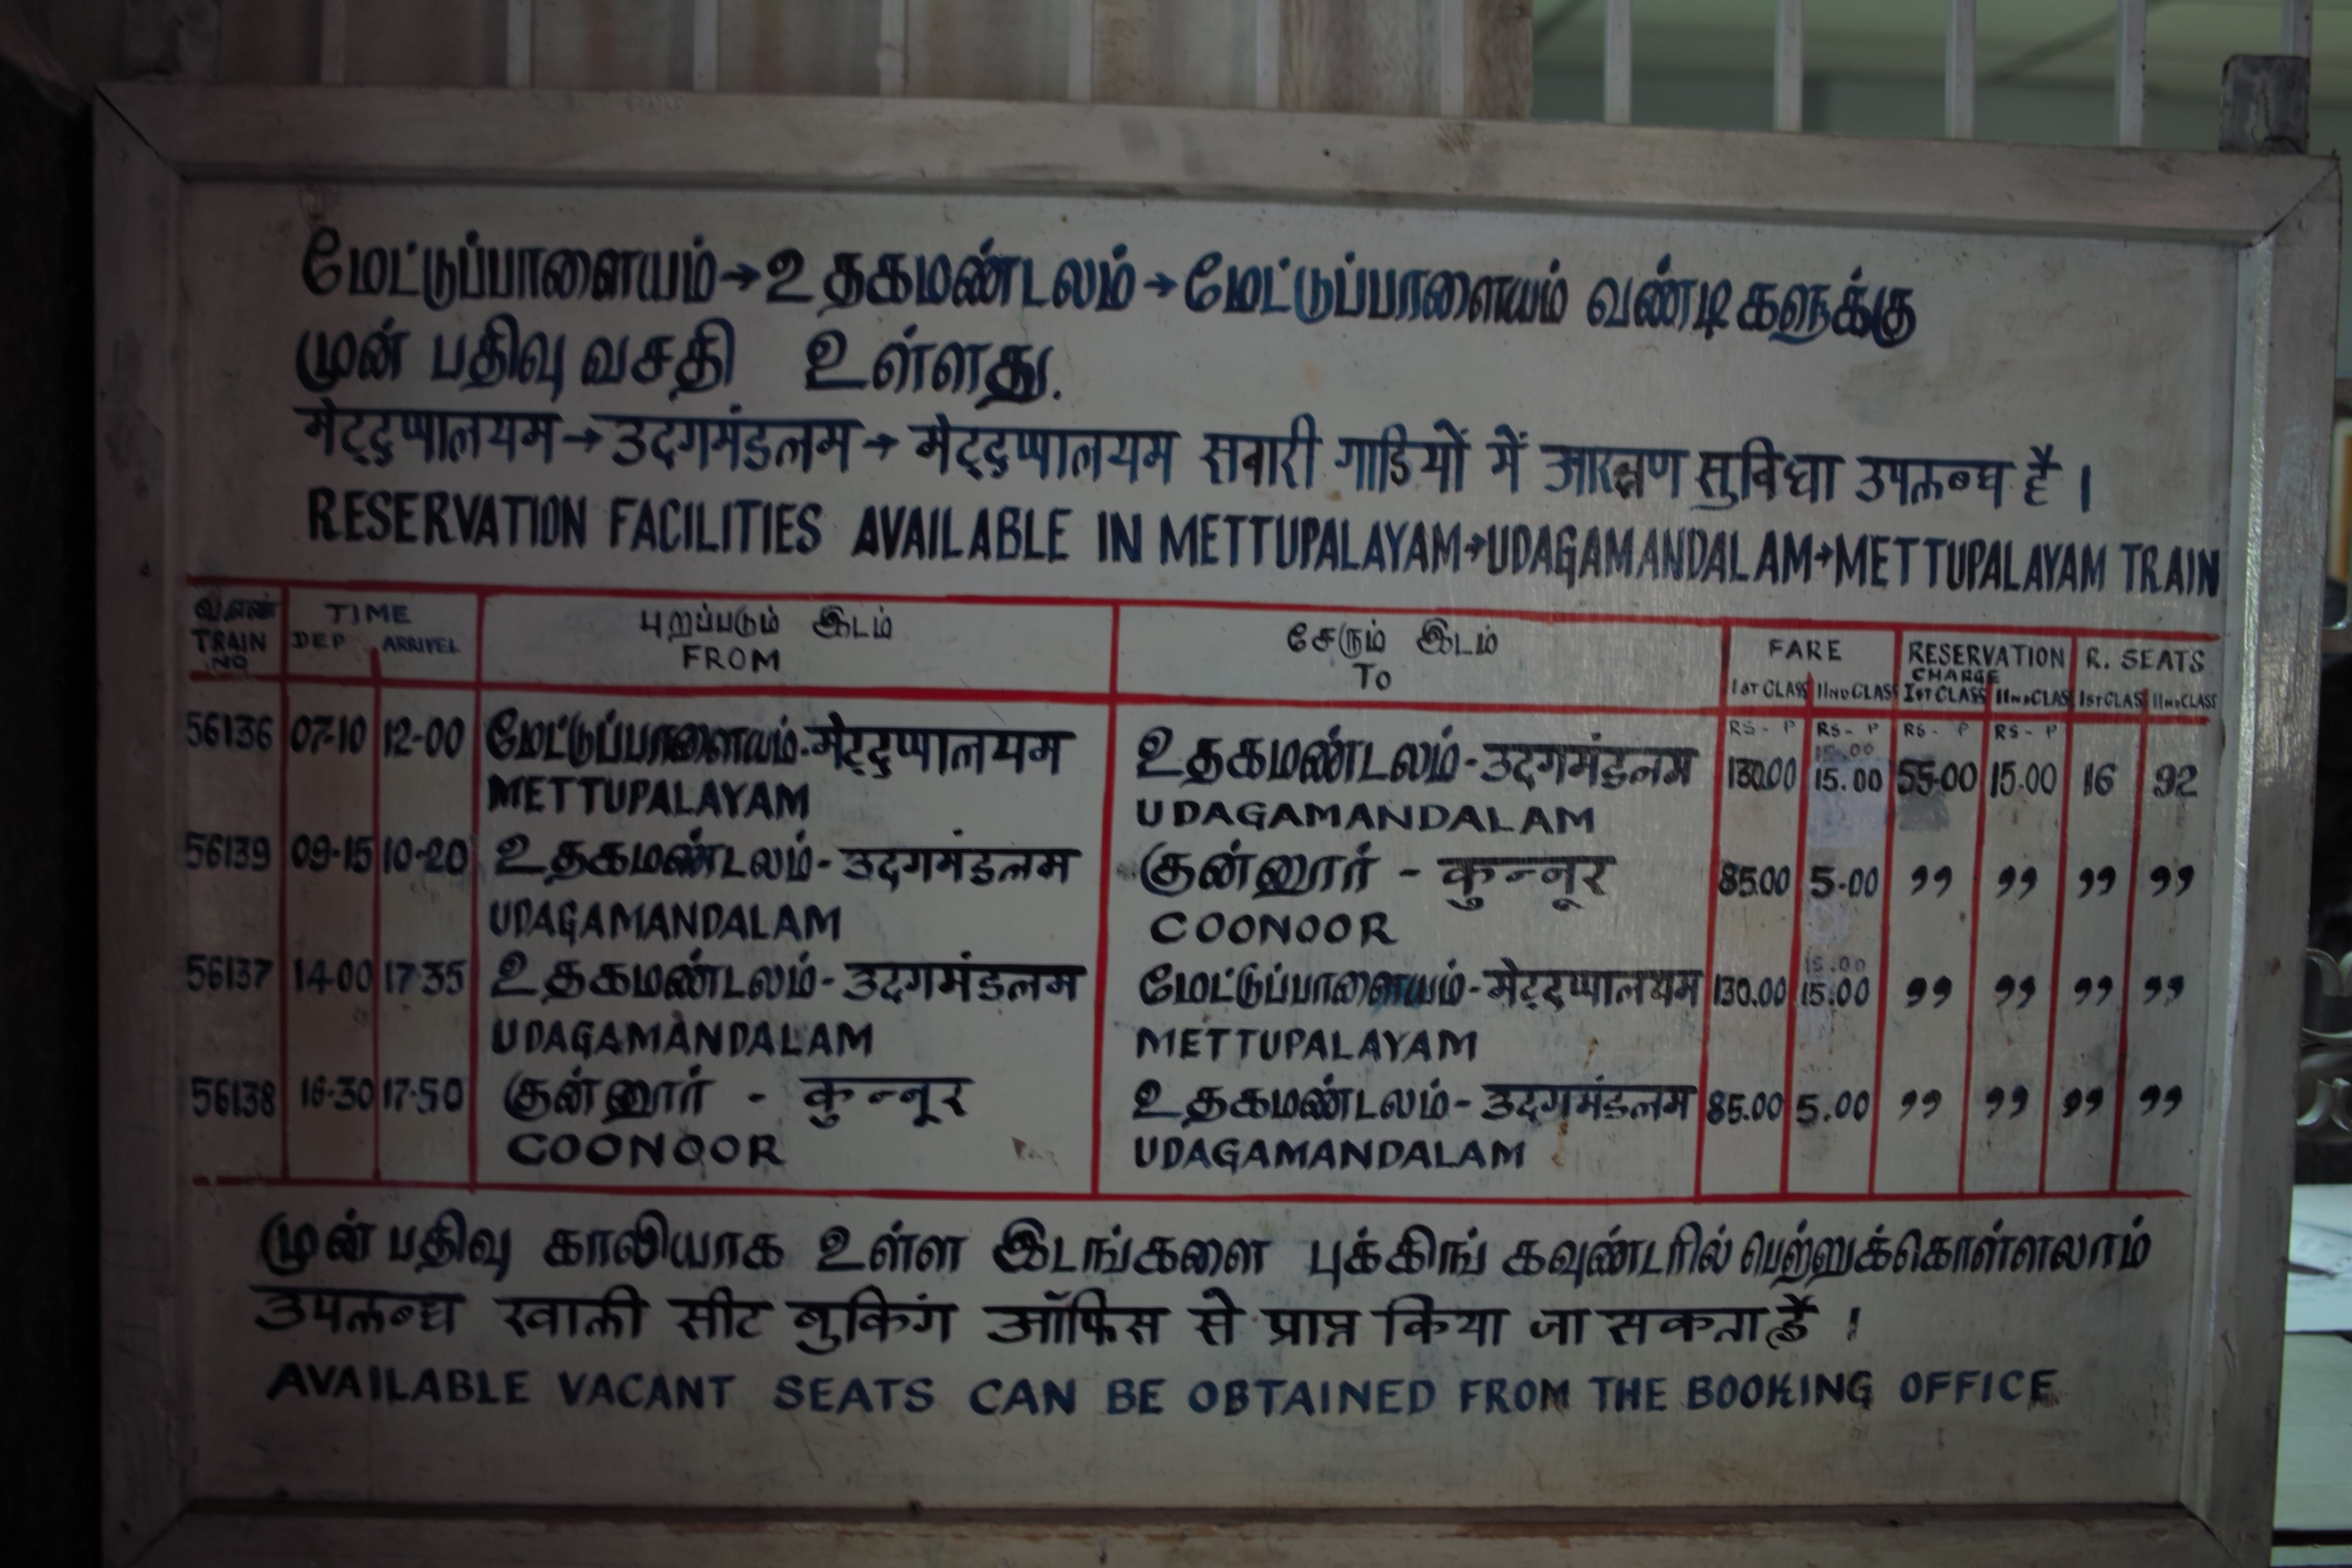 மேட்டுப்பாளையம்→உதகமண்டலம்→மேட்டுப்பாளையம் வண்டிகளுக்கு
முன் பதிவு வசதி உள்ளது.
मेट्टुप्पालयम→उदगमंडलम→मेट्टुप्पालयम सवारी गाडियों में आरक्षण सुविधा उपलब्ध है।
RESERVATION FACILITIES AVAILABLE IN METTUPALAYAM→UDAGAMANDALAM→METTUPALAYAM TRAIN
வ.எண் TIME புறப்படும் இடம் சேரும் இடம் FARE RESERVATION R. SEATS
TRAIN DEP ARRIVEL FROM TO CHARGE
NO IST CLASS IIND CLASS IST CLASS IIND CLAS IST CLAS IIND CLASS
RS - P RS - P RS - P RS - P
15.00
56136 07-10 12-00 மேட்டுப்பாளையம்-मेट्टुप्पालयम உதகமண்டலம்-उदगमंडलम 130.00 15.00 55-00 15-00 16 92
METTUPALAYAM UDAGAMANDALAM
56139 09-15 10-20 உதகமண்டலம்-उदगमंडलम குன்னூர் - कुन्नूर 85.00 5-00 ,, ,, ,, ,,
UDAGAMANDALAM COONOOR
15.00
56137 14-00 17-35 உதகமண்டலம்-उदगमंडलम மேட்டுப்பாளையம்-मेट्टुप्पालयम 130.00 15.00 ,, ,, ,, ,,
UDAGAMANDALAM METTUPALAYAM
56138 16-30 17-50 குன்னூர் - कुन्नूर உதகமண்டலம்-उदगमंडलम 85.00 5.00 ,, ,, ,, ,,
COONOOR UDAGAMANDALAM
முன் பதிவு காலியாக உள்ள இடங்களை புக்கிங் கவுண்டரில் பெற்றுக்கொள்ளலாம்
उपलब्ध खाली सीट बुकिंग ऑफिस से प्राप्त किया जा सकता है।
AVAILABLE VACANT SEATS CAN BE OBTAINED FROM THE BOOKING OFFICE